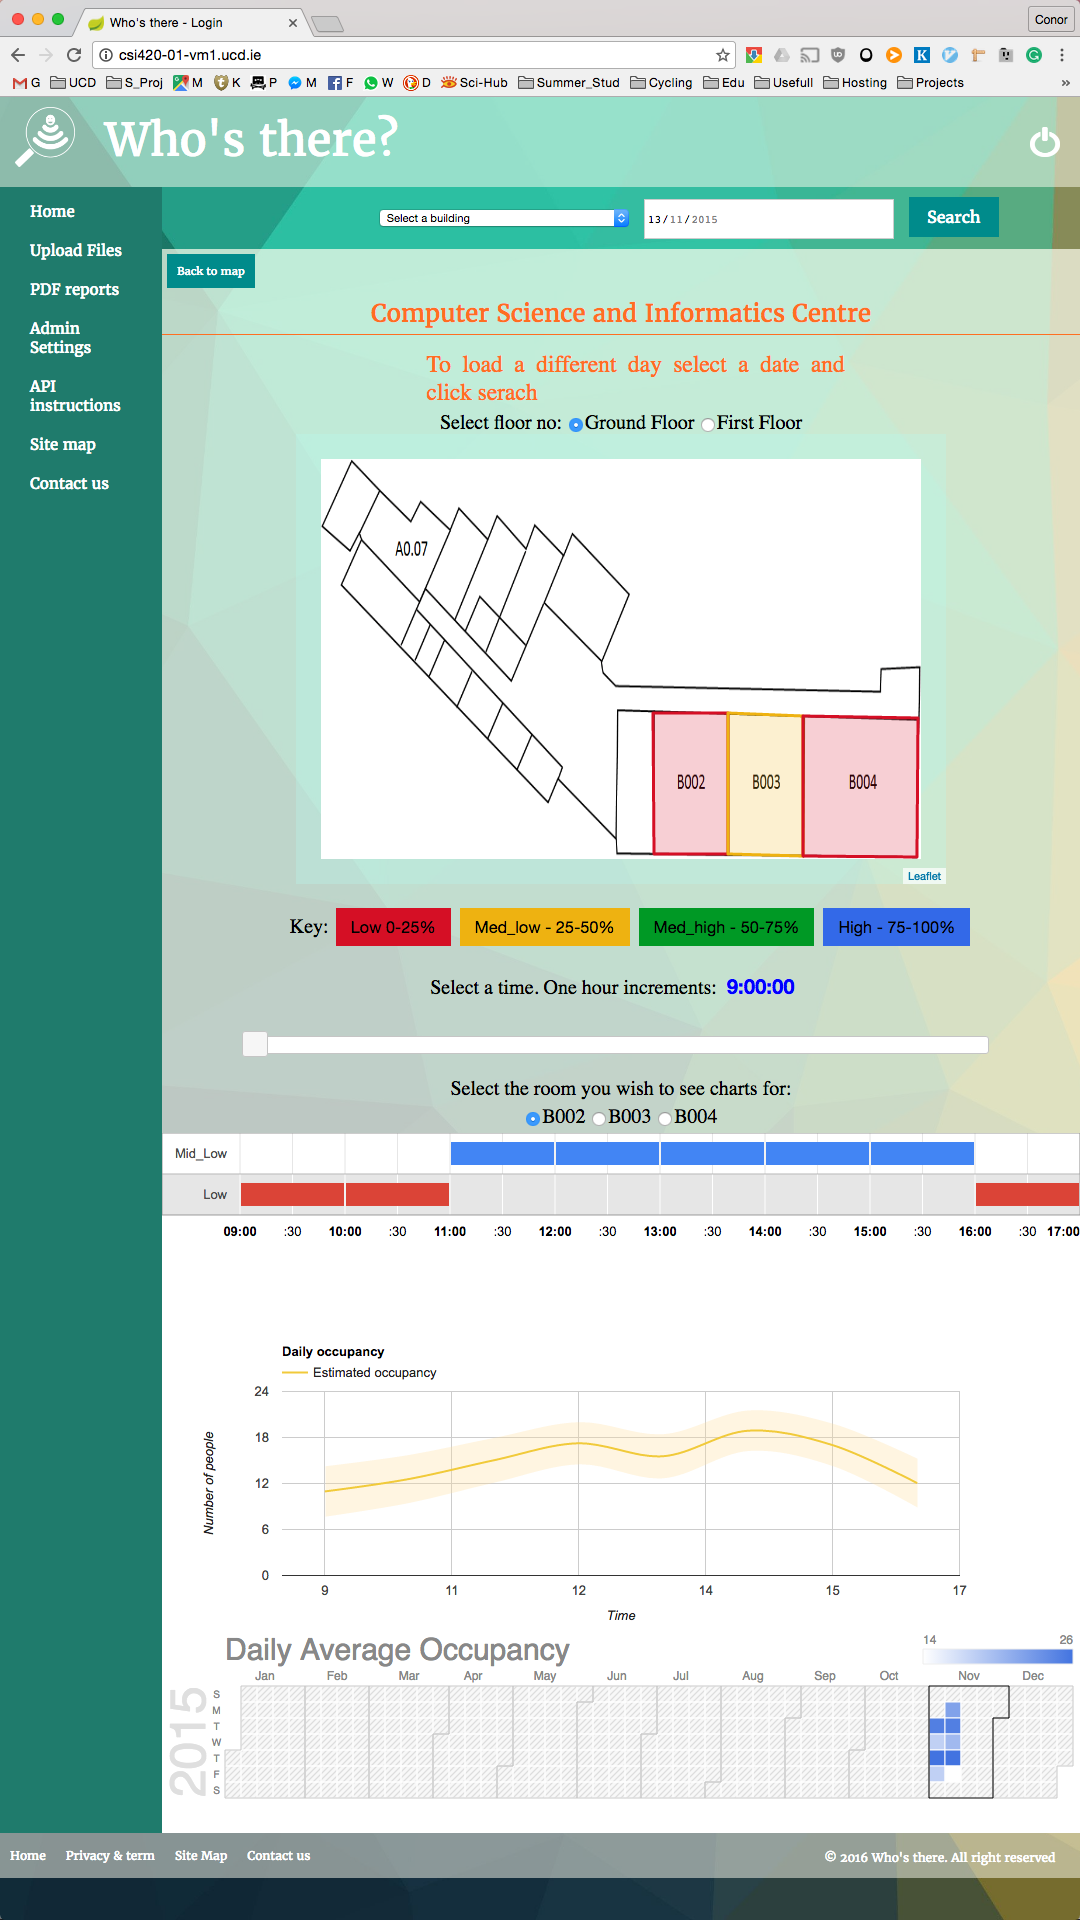 Who's there - Login
Conor
csi420-01-vm1.ucd.ie
G UCD S_Proj M K P M F W D Sci-Hub Summer_Stud Cycling Edu Usefull Hosting Projects »
Who's there?
Home
Upload Files
PDF reports
Admin
Settings
API
instructions
Site map
Contact us
Select a building
13/11/2015
Search
Back to map
Computer Science and Informatics Centre
To load a different day select a date and
click serach
Select floor no: Ground Floor First Floor
A0.07
B002 B003 B004
Leaflet
Key: Low 0-25% Med_low - 25-50% Med_high - 50-75% High - 75-100%
Select a time. One hour increments: 9:00:00
Select the room you wish to see charts for:
B002 B003 B004
Mid_Low
Low
09:00 :30 10:00 :30 11:00 :30 12:00 :30 13:00 :30 14:00 :30 15:00 :30 16:00 :30 17:00
Daily occupancy
Estimated occupancy
24
18
12
6
0
Number of people
9 11 12 14 15 17
Time
Daily Average Occupancy
14 26
Jan Feb Mar Apr May Jun Jul Aug Sep Oct Nov Dec
2015
S
M
T
W
T
F
S
Home Privacy & term Site Map Contact us
© 2016 Who's there. All right reserved